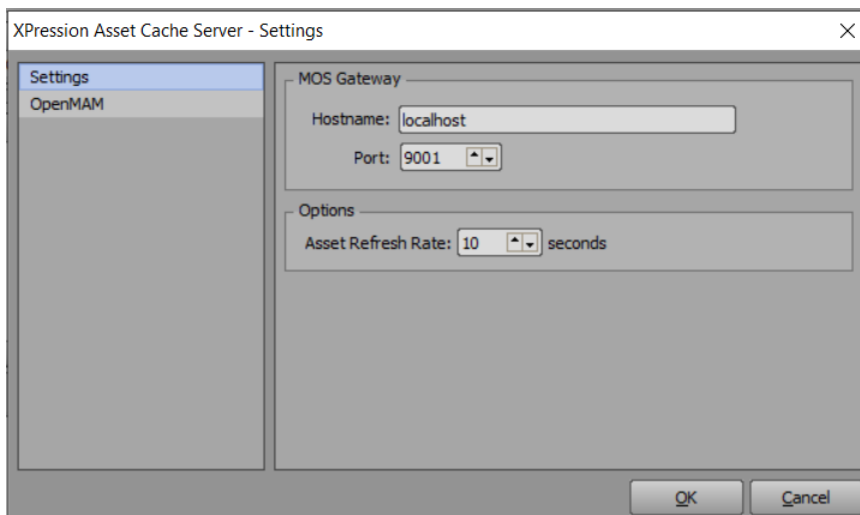 XPression Asset Cache Server - Settings
Settings
OpenMAM
MOS Gateway
Hostname: localhost
Port: 9001
Options
Asset Refresh Rate: 10 seconds
OK Cancel